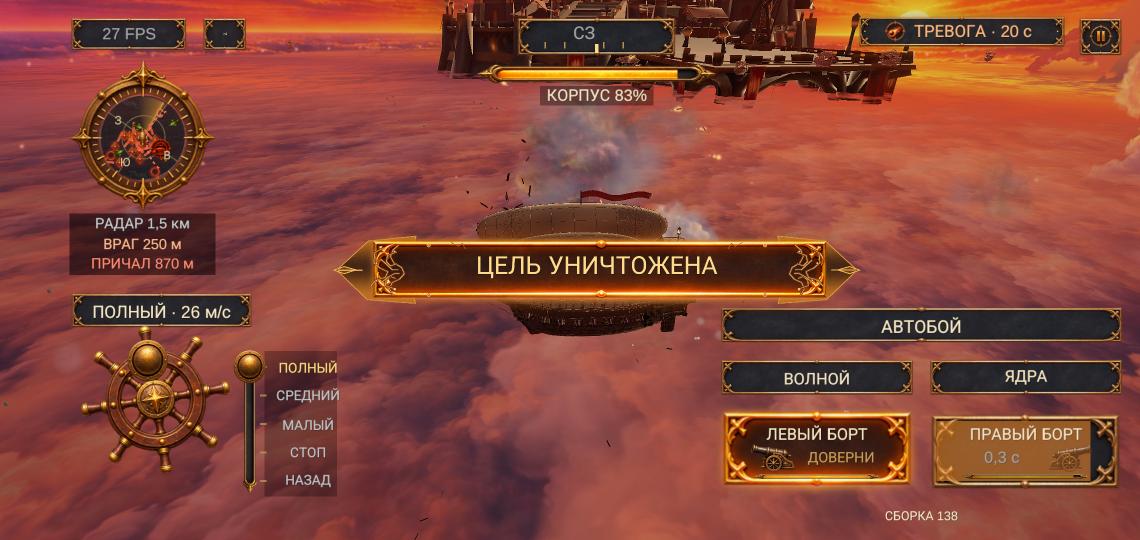 27 FPS
СЗ
ТРЕВОГА · 20 с
КОРПУС 83%
З
Ю
В
РАДАР 1,5 км
ВРАГ 250 м
ПРИЧАЛ 870 м
ЦЕЛЬ УНИЧТОЖЕНА
ПОЛНЫЙ · 26 м/с
ПОЛНЫЙ
СРЕДНИЙ
МАЛЫЙ
СТОП
НАЗАД
АВТОБОЙ
ВОЛНОЙ
ЯДРА
ЛЕВЫЙ БОРТ
ДОВЕРНИ
ПРАВЫЙ БОРТ
0,3 с
СБОРКА 138